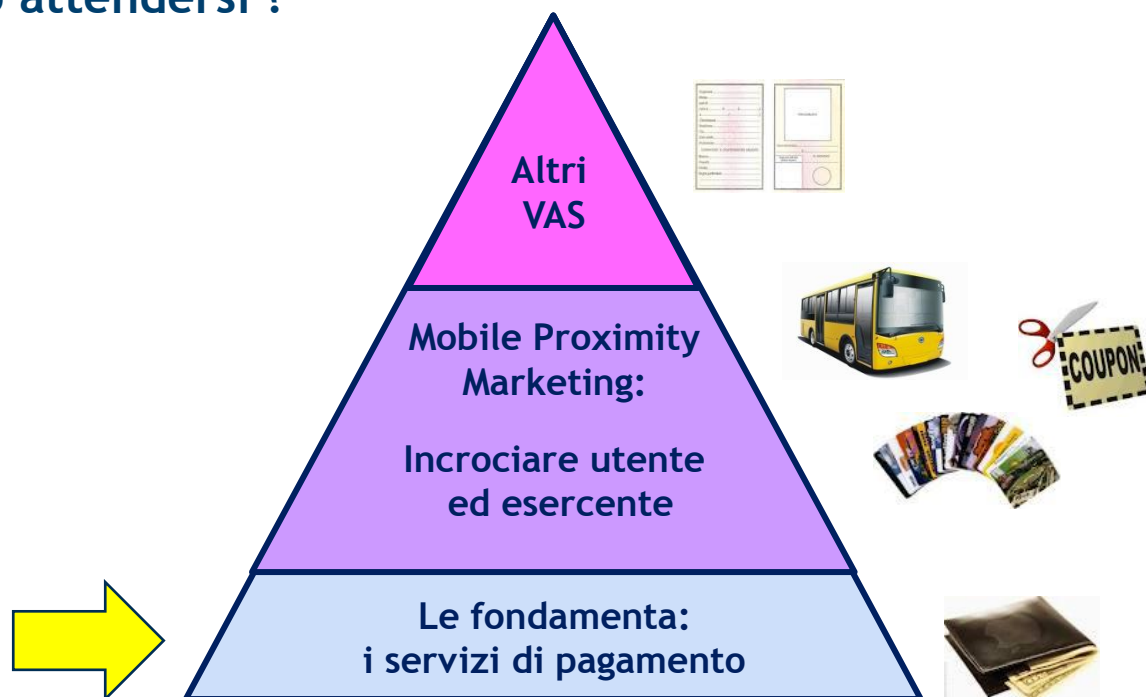 attendersi ?
Altri
VAS
Mobile Proximity
Marketing:
Incrociare utente
ed esercente
COUPON
Le fondamenta:
i servizi di pagamento